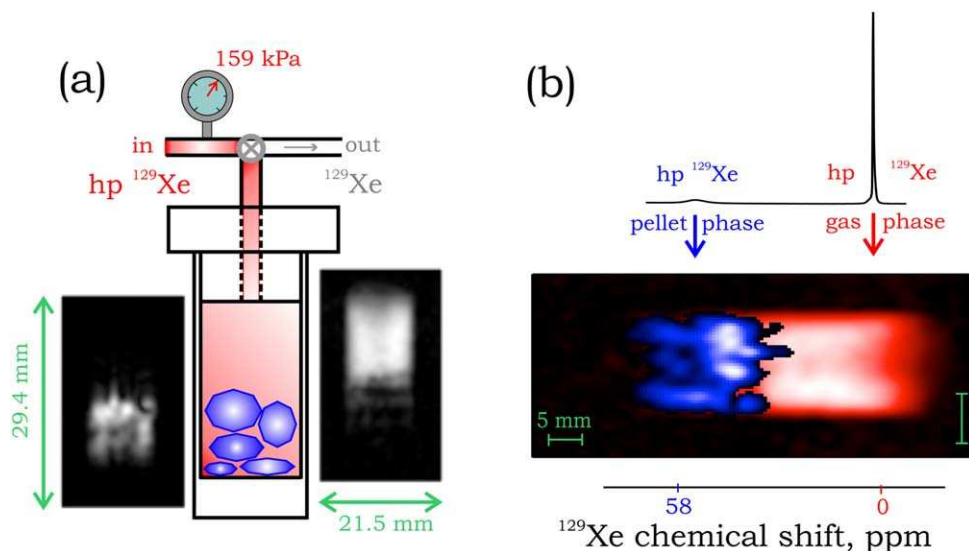 (a)
159 kPa
in
out
hp ¹²⁹Xe
¹²⁹Xe
29.4 mm
21.5 mm
(b)
hp ¹²⁹Xe
hp ¹²⁹Xe
pellet phase
gas phase
5 mm
58
0
¹²⁹Xe chemical shift, ppm